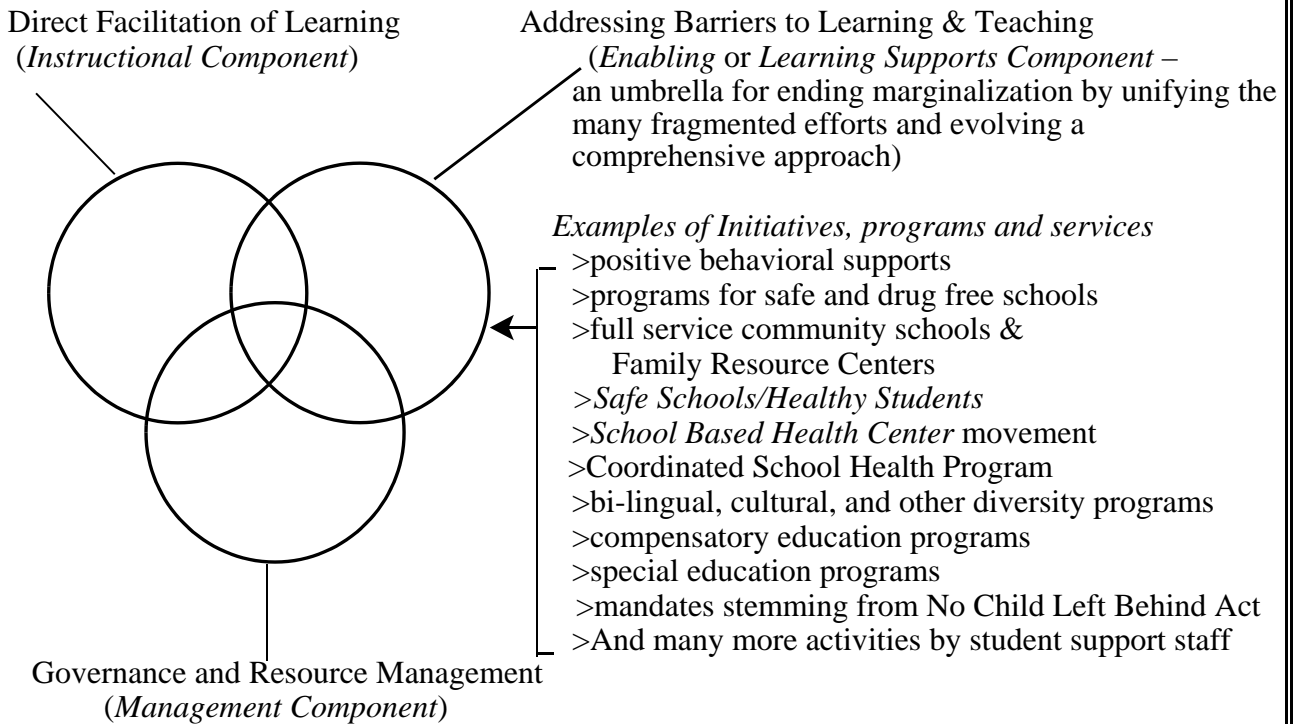 Direct Facilitation of Learning
(Instructional Component)
Addressing Barriers to Learning & Teaching
(Enabling or Learning Supports Component –
an umbrella for ending marginalization by unifying the
many fragmented efforts and evolving a
comprehensive approach)
Examples of Initiatives, programs and services
>positive behavioral supports
>programs for safe and drug free schools
>full service community schools &
Family Resource Centers
>Safe Schools/Healthy Students
>School Based Health Center movement
>Coordinated School Health Program
>bi-lingual, cultural, and other diversity programs
>compensatory education programs
>special education programs
>mandates stemming from No Child Left Behind Act
>And many more activities by student support staff
Governance and Resource Management
(Management Component)